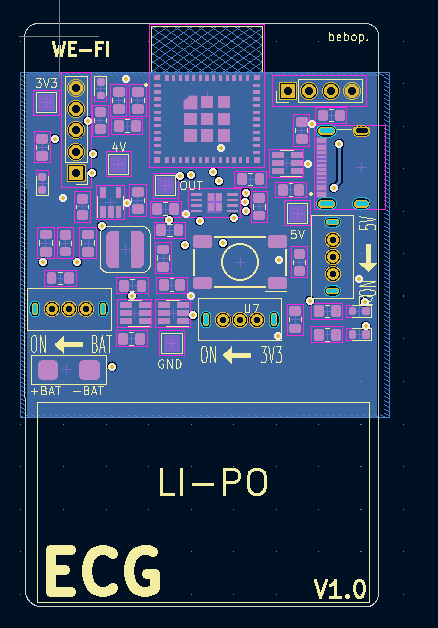 WE-FI
bebop.
3V3
4V
OUT
5V
5V
ON
U7
ON BAT
ON 3V3
GND
+BAT -BAT
LI-PO
ECG
V1.0